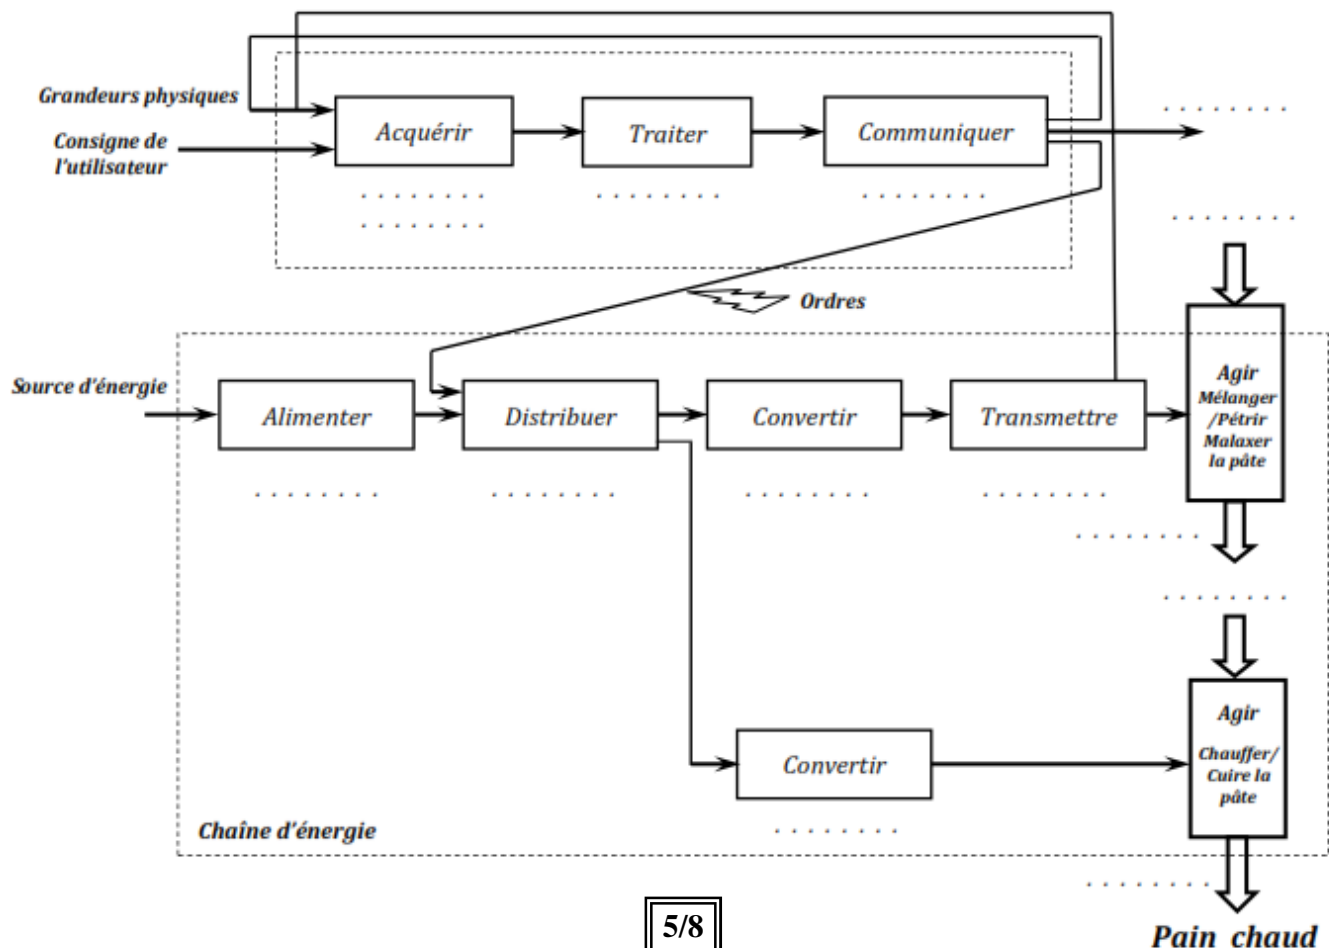 Grandeurs physiques
Consigne de
l'utilisateur
Acquérir
Traiter
Communiquer
. . . . . . . .
. . . . . . . .
. . . . . . . .
. . . . . . . .
. . . . . . . .
. . . . . . . .
Ordres
Source d'énergie
Alimenter
Distribuer
Convertir
Transmettre
Agir
Mélanger
/Pétrir
Malaxer
la pâte
. . . . . . . .
. . . . . . . .
. . . . . . . .
. . . . . . . .
. . . . . . . .
. . . . . . . .
Convertir
Agir
Chauffer/
Cuire la
pâte
. . . . . . . .
Chaîne d'énergie
. . . . . . . .
5/8
Pain chaud